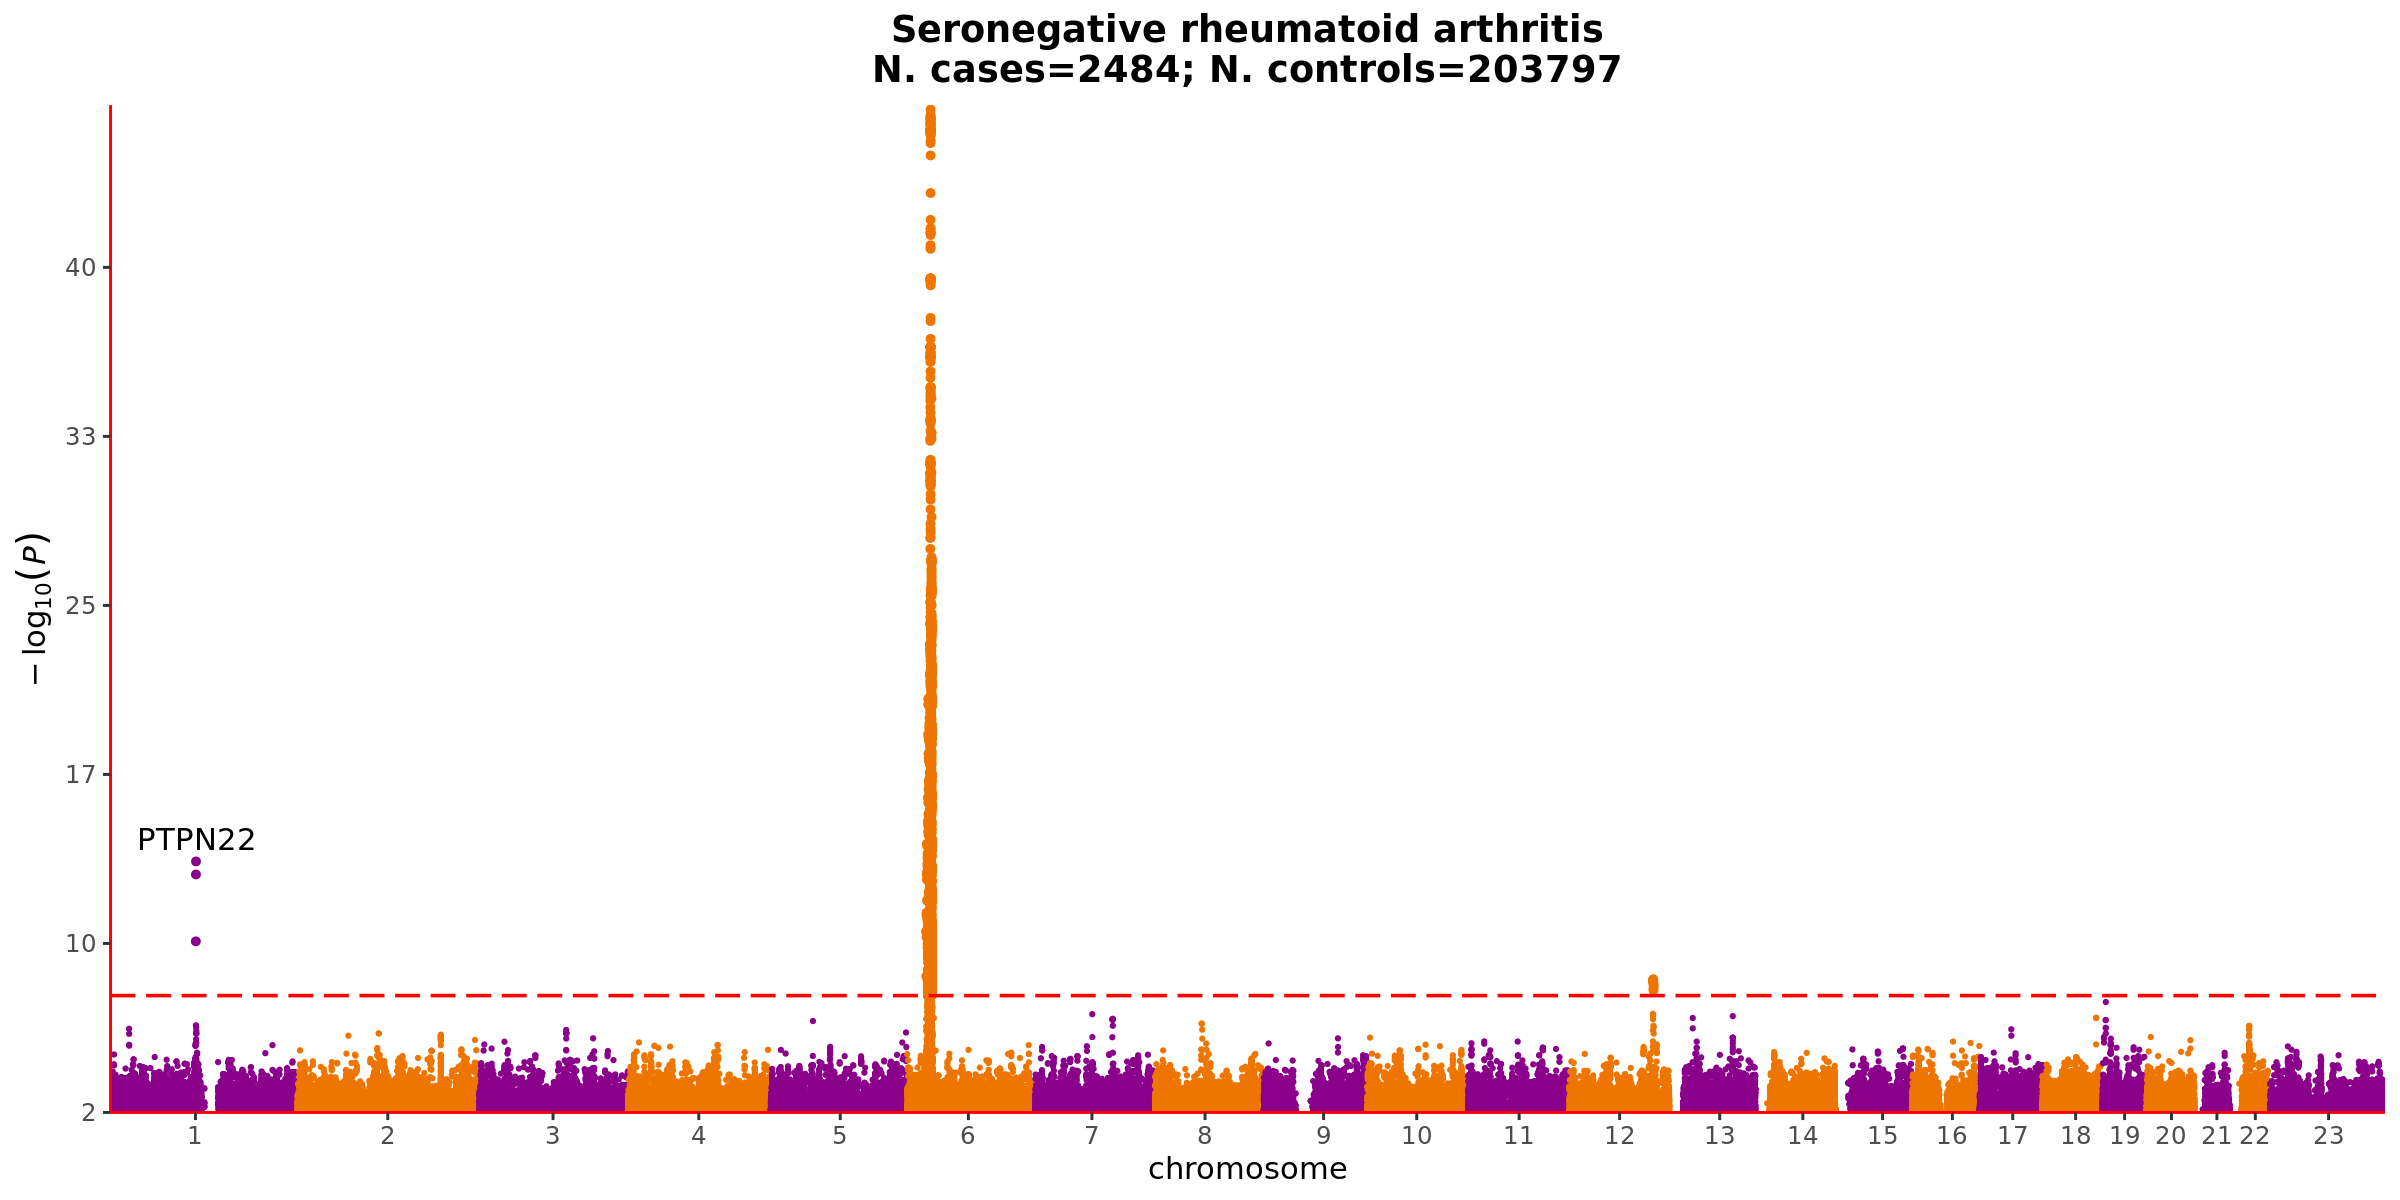 Seronegative rheumatoid arthritis
N. cases=2484; N. controls=203797
40
33
25
17
10
2
−log10(P)
PTPN22
1 2 3 4 5 6 7 8 9 10 11 12 13 14 15 16 17 18 19 20 21 22 23
chromosome